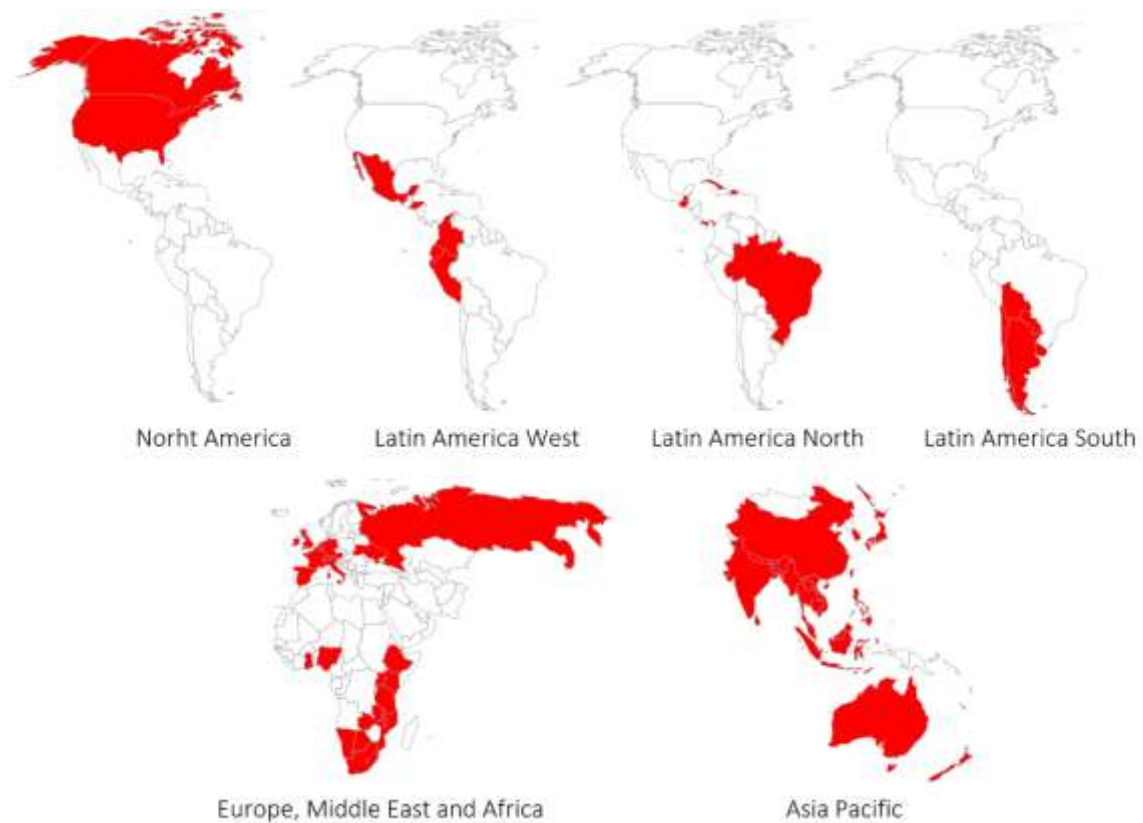 Norht America
Latin America West
Latin America North
Latin America South
Europe, Middle East and Africa
Asia Pacific